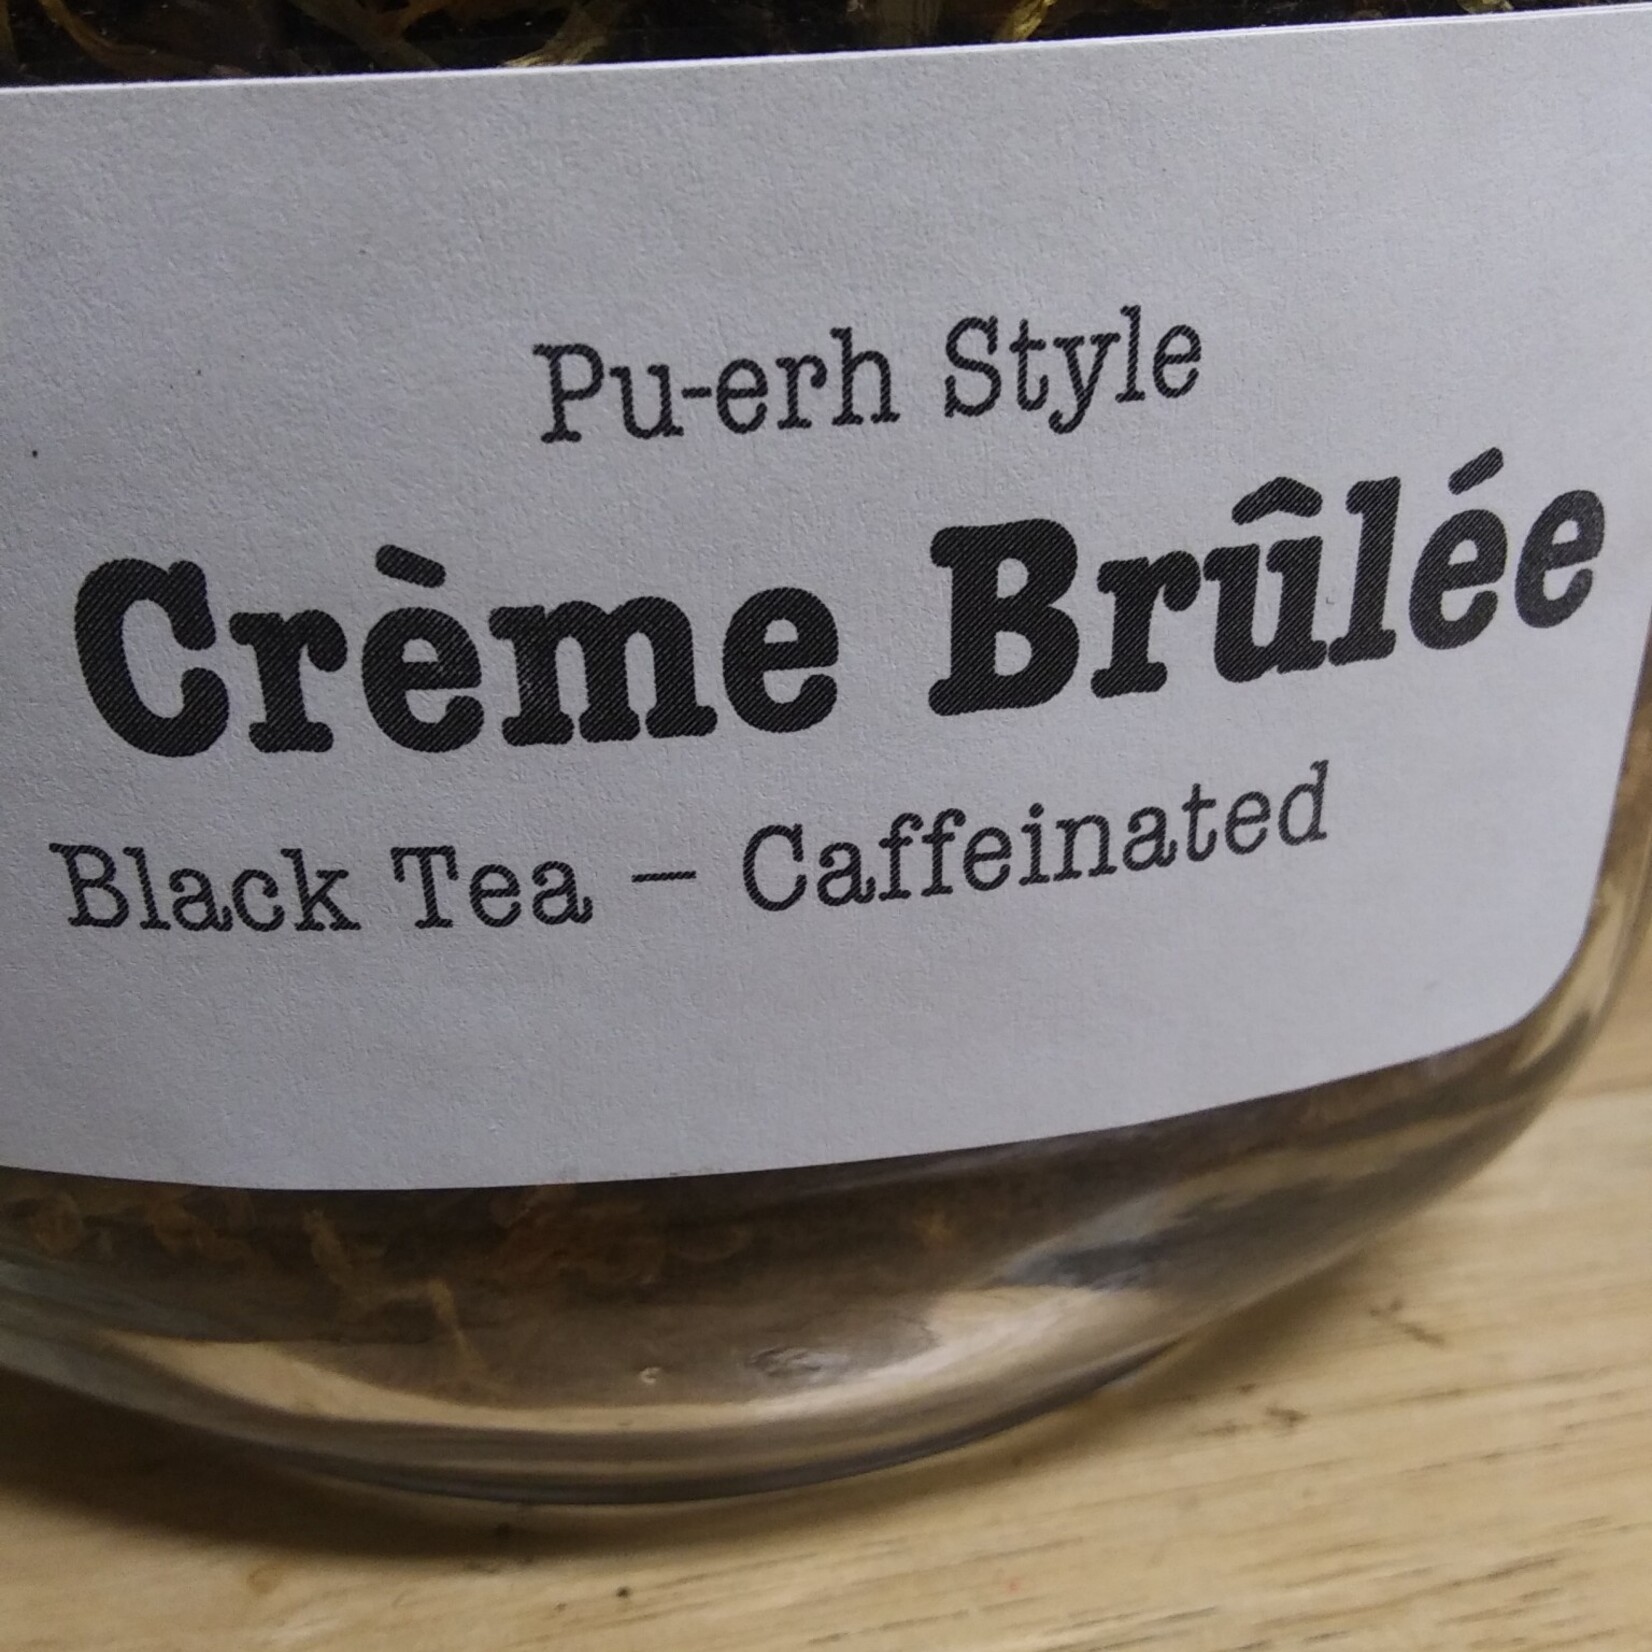 Pu-erh Style
Crème Brûlée
Black Tea – Caffeinated